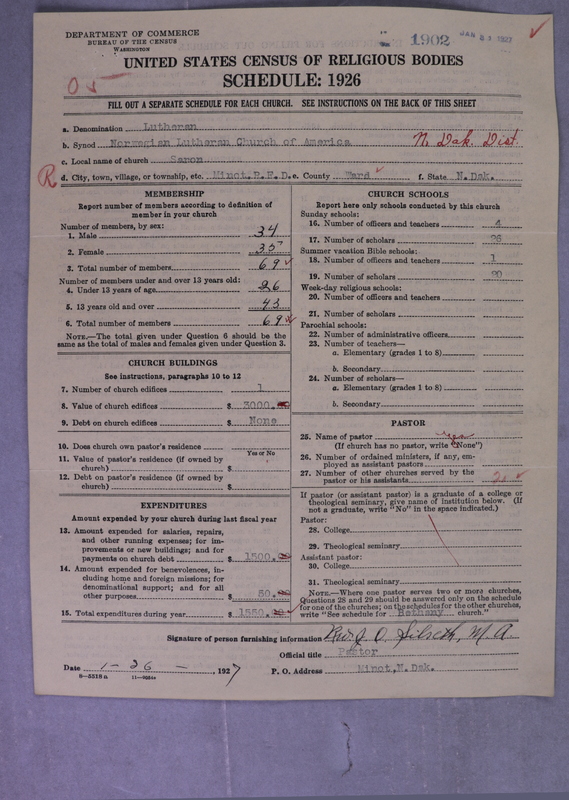 DEPARTMENT OF COMMERCE
BUREAU OF THE CENSUS
WASHINGTON
1902
UNITED STATES CENSUS OF RELIGIOUS BODIES
SCHEDULE: 1926
FILL OUT A SEPARATE SCHEDULE FOR EACH CHURCH. SEE INSTRUCTIONS ON THE BACK OF THIS SHEET
a. Denomination Lutheran
b. Synod Norwegian Lutheran Church of America N. Dak. Dist.
c. Local name of church Saron
R d. City, town, village, or township, etc. Minot,R.F.D. e. County Ward f. State N.Dak.
MEMBERSHIP
Report number of members according to definition of
member in your church
Number of members, by sex:
1. Male 34
2. Female 35
3. Total number of members 69
Number of members under and over 13 years old:
4. Under 13 years of age 26
5. 13 years old and over 43
6. Total number of members 69
NOTE.—The total given under Question 6 should be the
same as the total of males and females given under Question 3.
CHURCH BUILDINGS
See instructions, paragraphs 10 to 12
7. Number of church edifices 1
8. Value of church edifices $ 3000.
9. Debt on church edifices $ None
10. Does church own pastor's residence
Yes or No
11. Value of pastor's residence (if owned by
church) $
12. Debt on pastor's residence (if owned by
church) $
EXPENDITURES
Amount expended by your church during last fiscal year
13. Amount expended for salaries, repairs,
and other running expenses; for im-
provements or new buildings; and for
payments on church debt $ 1500.
14. Amount expended for benevolences, in-
cluding home and foreign missions; for
denominational support; and for all
other purposes $ 50.
15. Total expenditures during year $ 1550.
CHURCH SCHOOLS
Report here only schools conducted by this church
Sunday schools:
16. Number of officers and teachers 4
17. Number of scholars 26
Summer vacation Bible schools:
18. Number of officers and teachers 1
19. Number of scholars 20
Week-day religious schools:
20. Number of officers and teachers
21. Number of scholars
Parochial schools:
22. Number of administrative officers
23. Number of teachers—
a. Elementary (grades 1 to 8)
b. Secondary
24. Number of scholars—
a. Elementary (grades 1 to 8)
b. Secondary
PASTOR
25. Name of pastor yes
(If church has no pastor, write "None")
26. Number of ordained ministers, if any, em-
ployed as assistant pastors
27. Number of other churches served by the
pastor or his assistants
If pastor (or assistant pastor) is a graduate of a college or
theological seminary, give name of institution below. (If
not a graduate, write "No" in the space indicated.)
Pastor:
28. College
29. Theological seminary
Assistant pastor:
30. College
31. Theological seminary
NOTE.—Where one pastor serves two or more churches,
Questions 28 and 29 should be answered only on the schedule
for one of the churches; on the schedules for the other churches,
write "See schedule for Bethany church."
Signature of person furnishing information
Official title Pastor
Date 1-26- , 1927 P. O. Address Minot,N.Dak.
8—5518a